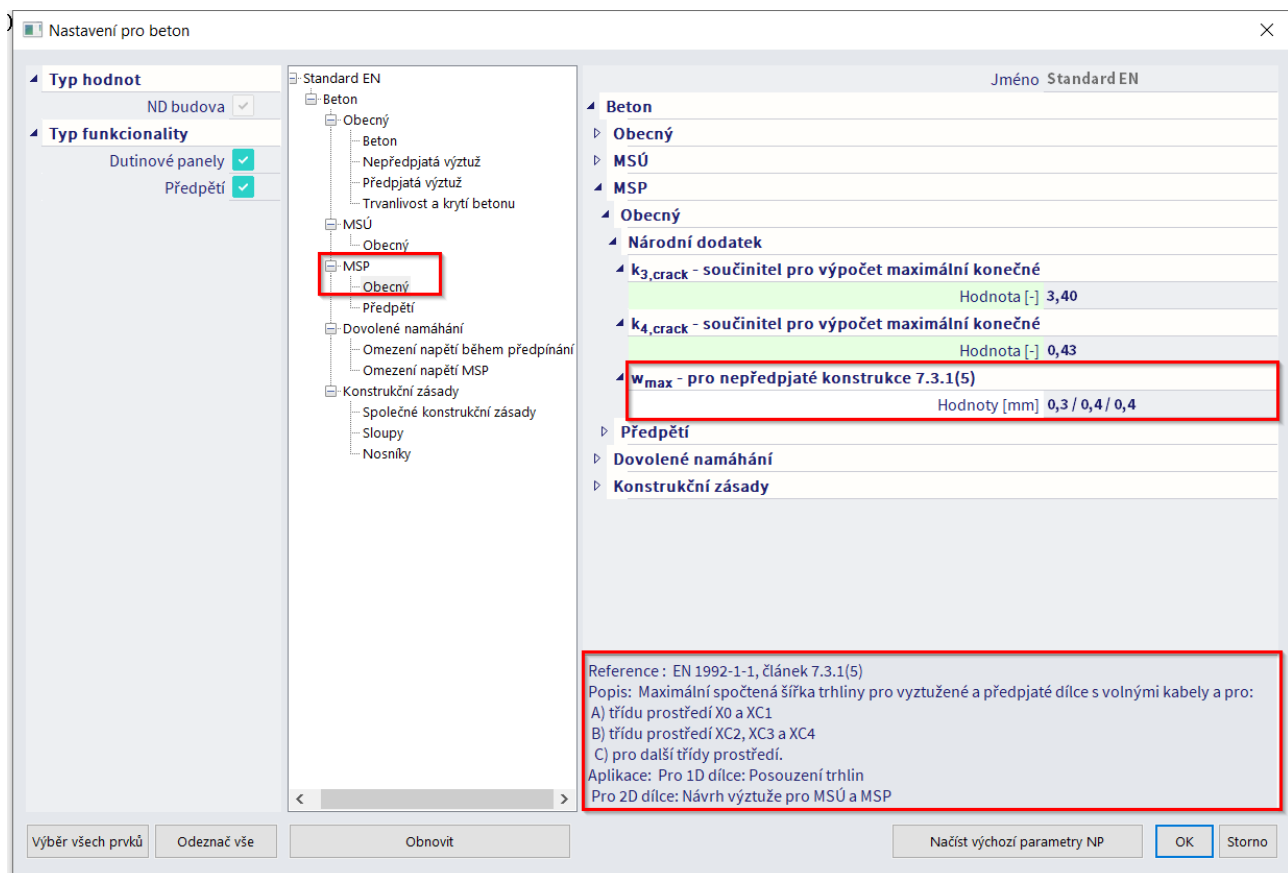 Nastavení pro beton
Typ hodnot
ND budova
Typ funkcionality
Dutinové panely
Předpětí
Standard EN
Beton
Obecný
Beton
Nepředpjatá výztuž
Předpjatá výztuž
Trvanlivost a krytí betonu
MSÚ
Obecný
MSP
Obecný
Předpětí
Dovolené namáhání
Omezení napětí během předpínání
Omezení napětí MSP
Konstrukční zásady
Společné konstrukční zásady
Sloupy
Nosníky
Jméno Standard EN
Beton
Obecný
MSÚ
MSP
Obecný
Národní dodatek
k3,crack - součinitel pro výpočet maximální konečné
Hodnota [-] 3,40
k4,crack - součinitel pro výpočet maximální konečné
Hodnota [-] 0,43
wmax - pro nepředpjaté konstrukce 7.3.1(5)
Hodnoty [mm] 0,3 / 0,4 / 0,4
Předpětí
Dovolené namáhání
Konstrukční zásady
Reference : EN 1992-1-1, článek 7.3.1(5)
Popis: Maximální spočtená šířka trhliny pro vyztužené a předpjaté dílce s volnými kabely a pro:
A) třídu prostředí X0 a XC1
B) třídu prostředí XC2, XC3 a XC4
C) pro další třídy prostředí.
Aplikace: Pro 1D dílce: Posouzení trhlin
Pro 2D dílce: Návrh výztuže pro MSÚ a MSP
Výběr všech prvků
Odeznač vše
Obnovit
Načíst výchozí parametry NP
OK
Storno